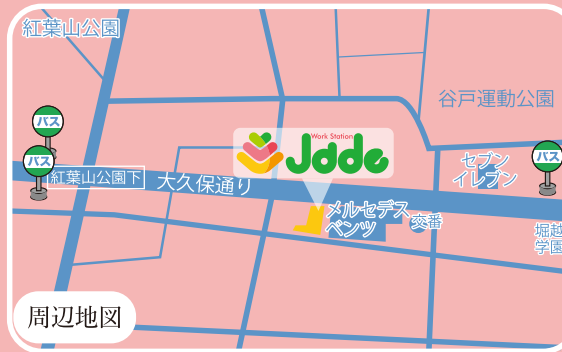 紅葉山公園
谷戸運動公園
バス
Work Station
Jade
バス
バス
セブン
イレブン
紅葉山公園下
大久保通り
メルセデス
ベンツ
交番
堀越
学園
周辺地図